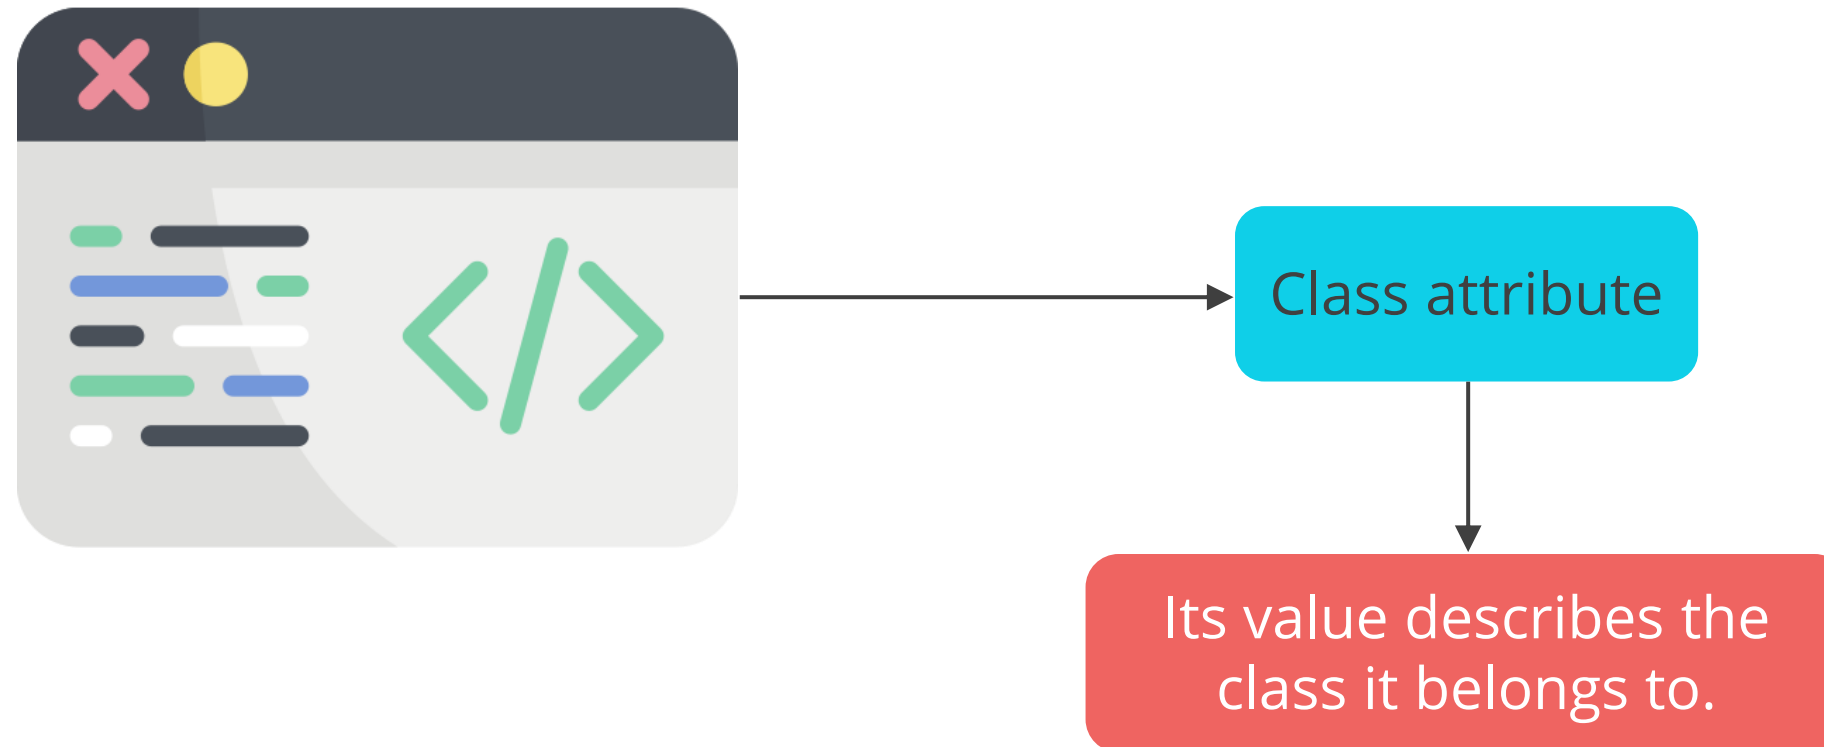 Class attribute
Its value describes the
class it belongs to.